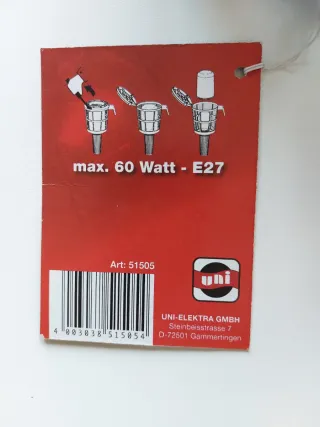 max. 60 Watt - E27
Art: 51505
uni
4 003038 515054
UNI-ELEKTRA GMBH
Steinbeisstrasse 7
D-72501 Gammertingen